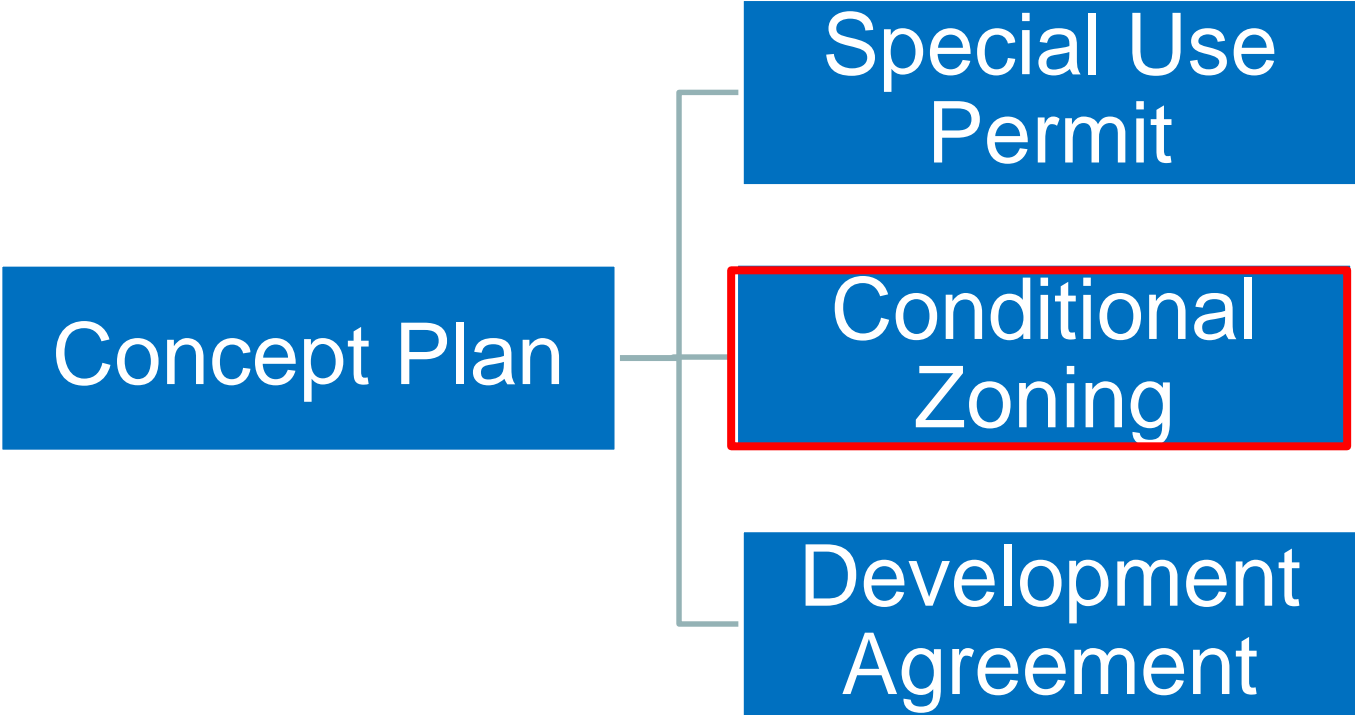 Concept Plan
Special Use
Permit
Conditional
Zoning
Development
Agreement